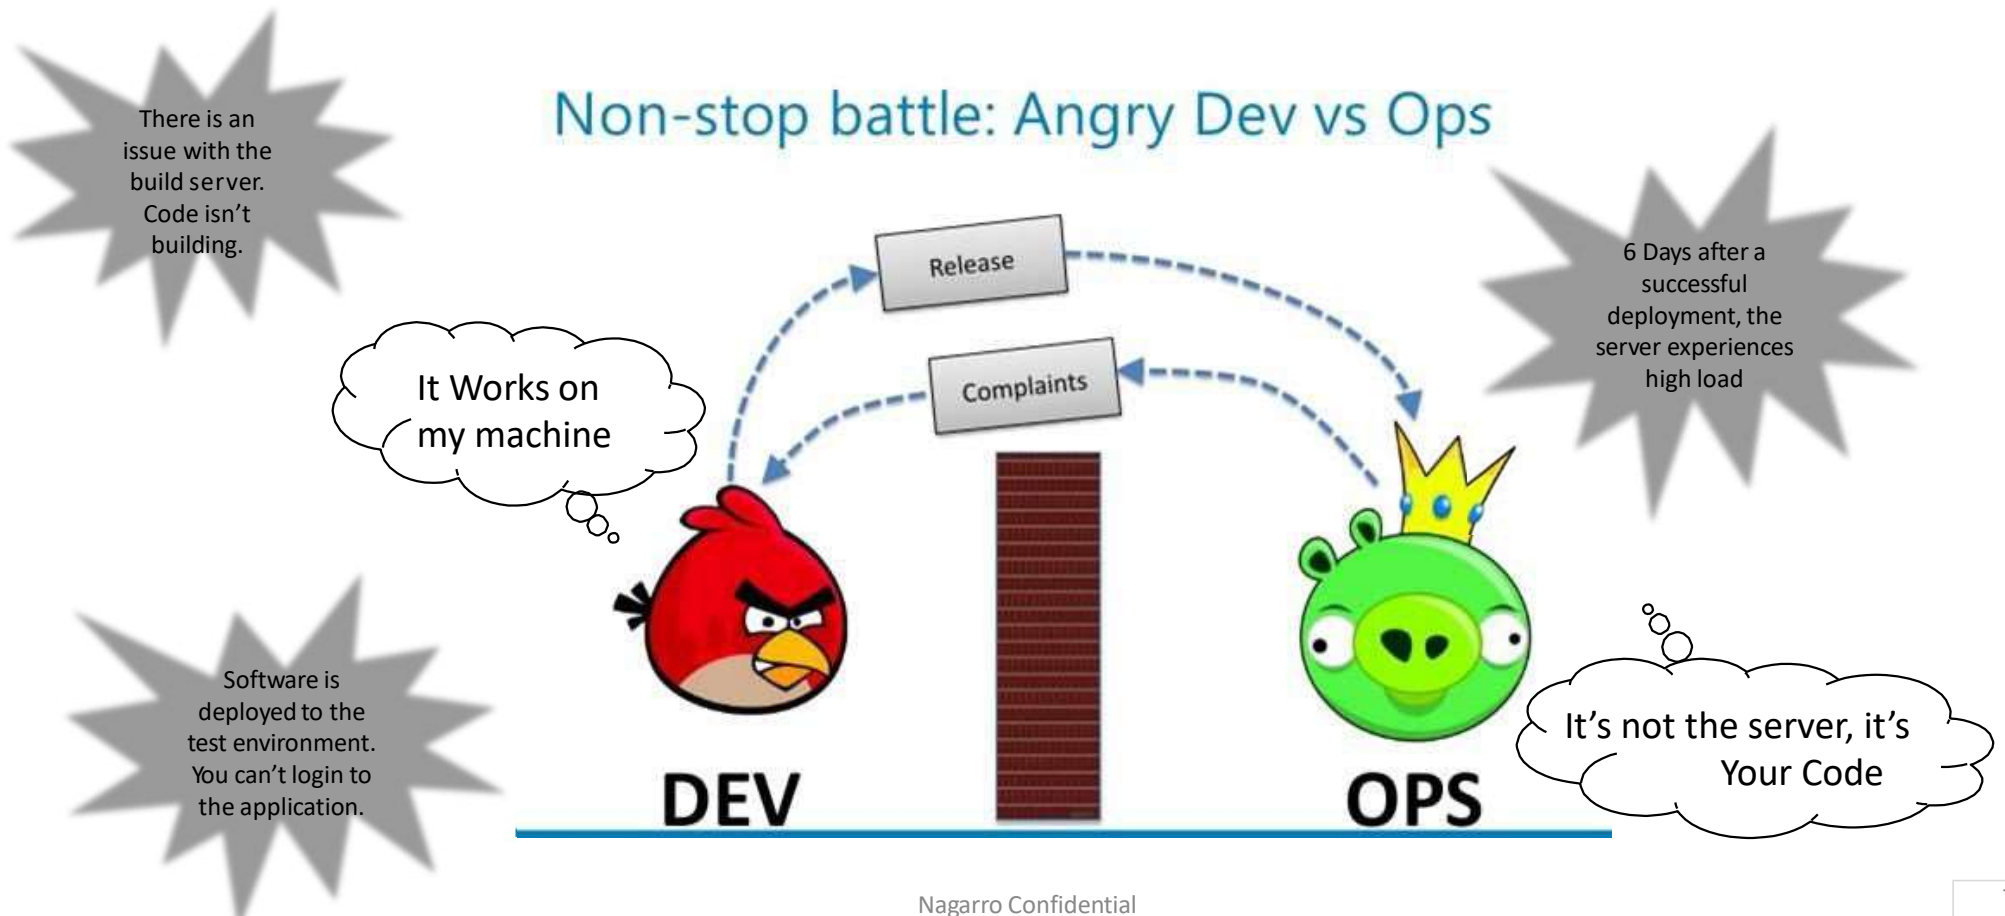 Non-stop battle: Angry Dev vs Ops
There is an
issue with the
build server.
Code isn't
building.
6 Days after a
successful
deployment, the
server experiences
high load
Release
Complaints
It Works on
my machine
Software is
deployed to the
test environment.
You can't login to
the application.
It's not the server, it's
Your Code
DEV
OPS
Nagarro Confidential